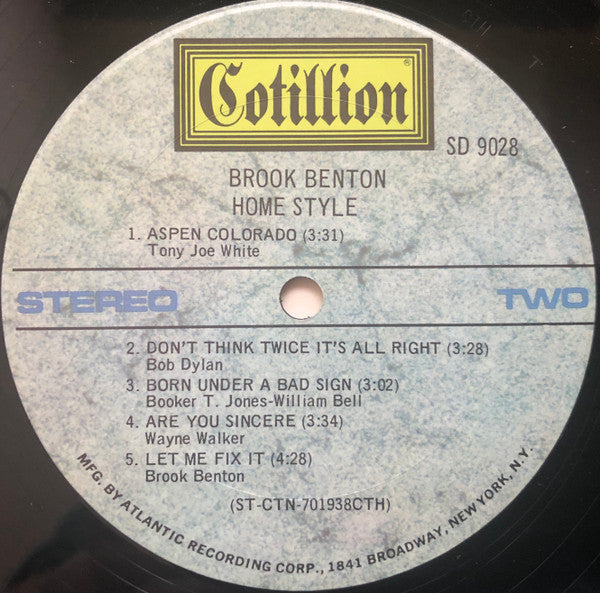 Cotillion®
SD 9028
BROOK BENTON
HOME STYLE
1. ASPEN COLORADO (3:31)
Tony Joe White
STEREO TWO
2. DON'T THINK TWICE IT'S ALL RIGHT (3:28)
Bob Dylan
3. BORN UNDER A BAD SIGN (3:02)
Booker T. Jones-William Bell
4. ARE YOU SINCERE (3:34)
Wayne Walker
5. LET ME FIX IT (4:28)
Brook Benton
(ST-CTN-701938CTH)
MFG. BY ATLANTIC RECORDING CORP., 1841 BROADWAY, NEW YORK, N.Y.